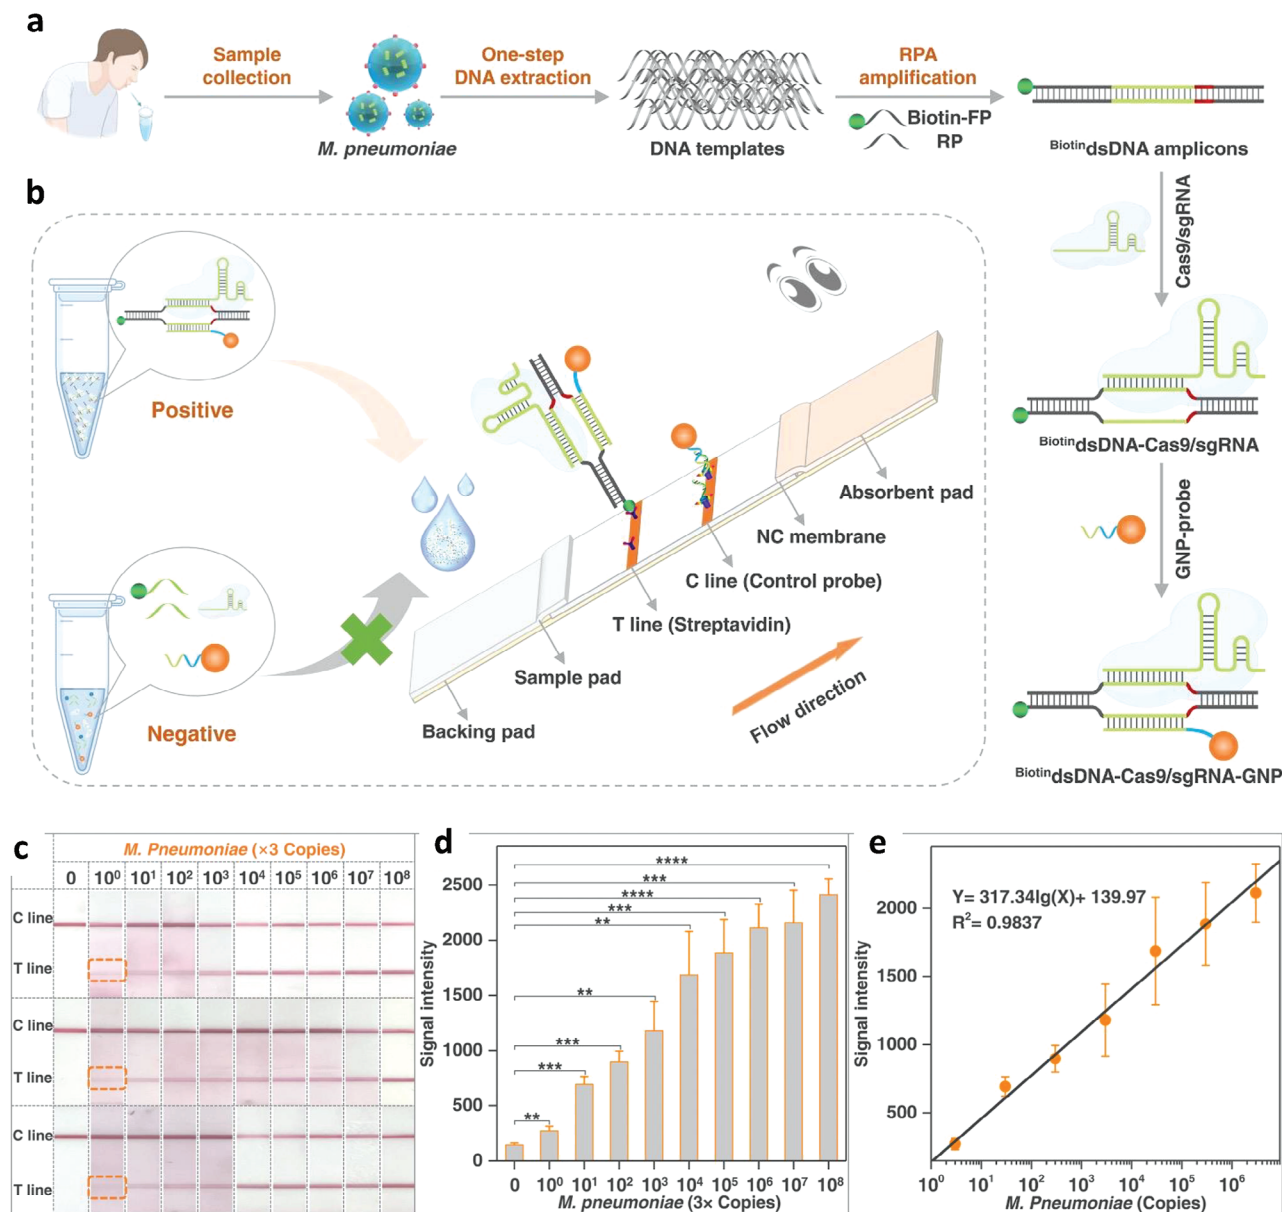 a
Sample
collection
One-step
DNA extraction
RPA
amplification
Biotin-FP
RP
M. pneumoniae
DNA templates
BiotindsDNA amplicons
b
Cas9/sgRNA
Positive
BiotindsDNA-Cas9/sgRNA
Absorbent pad
NC membrane
C line (Control probe)
T line (Streptavidin)
Sample pad
Backing pad
Flow direction
GNP-probe
Negative
BiotindsDNA-Cas9/sgRNA-GNP
c
M. Pneumoniae (×3 Copies)
0 10⁰ 10¹ 10² 10³ 10⁴ 10⁵ 10⁶ 10⁷ 10⁸
C line
T line
C line
T line
C line
T line
d
Signal intensity
2500
2000
1500
1000
500
0
****
***
****
***
**
**
***
***
**
0 10⁰ 10¹ 10² 10³ 10⁴ 10⁵ 10⁶ 10⁷ 10⁸
M. pneumoniae (3× Copies)
e
Signal intensity
Y= 317.34lg(X)+ 139.97
R²= 0.9837
2000
1500
1000
500
10⁰ 10¹ 10² 10³ 10⁴ 10⁵ 10⁶
M. Pneumoniae (Copies)